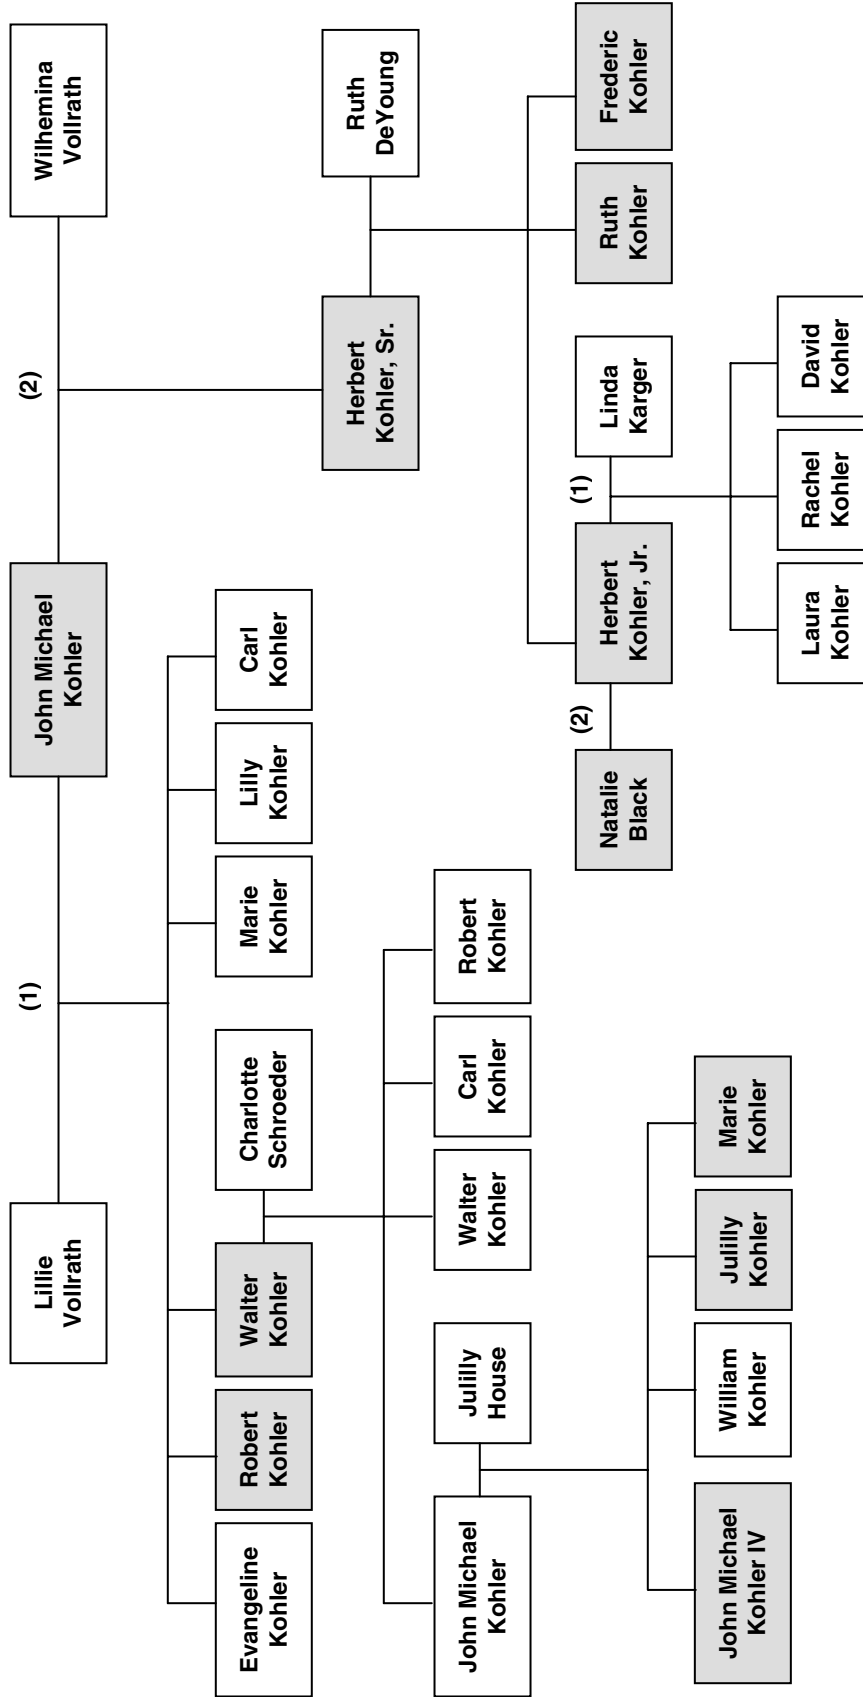 (1)
(2)
Lillie
Vollrath
John Michael
Kohler
Wilhemina
Vollrath
Evangeline
Kohler
Robert
Kohler
Walter
Kohler
Charlotte
Schroeder
Marie
Kohler
Lilly
Kohler
Carl
Kohler
Herbert
Kohler, Sr.
Ruth
DeYoung
John Michael
Kohler
Julilly
House
Walter
Kohler
Carl
Kohler
Robert
Kohler
(2)
(1)
Natalie
Black
Herbert
Kohler, Jr.
Linda
Karger
Ruth
Kohler
Frederic
Kohler
John Michael
Kohler IV
William
Kohler
Julilly
Kohler
Marie
Kohler
Laura
Kohler
Rachel
Kohler
David
Kohler